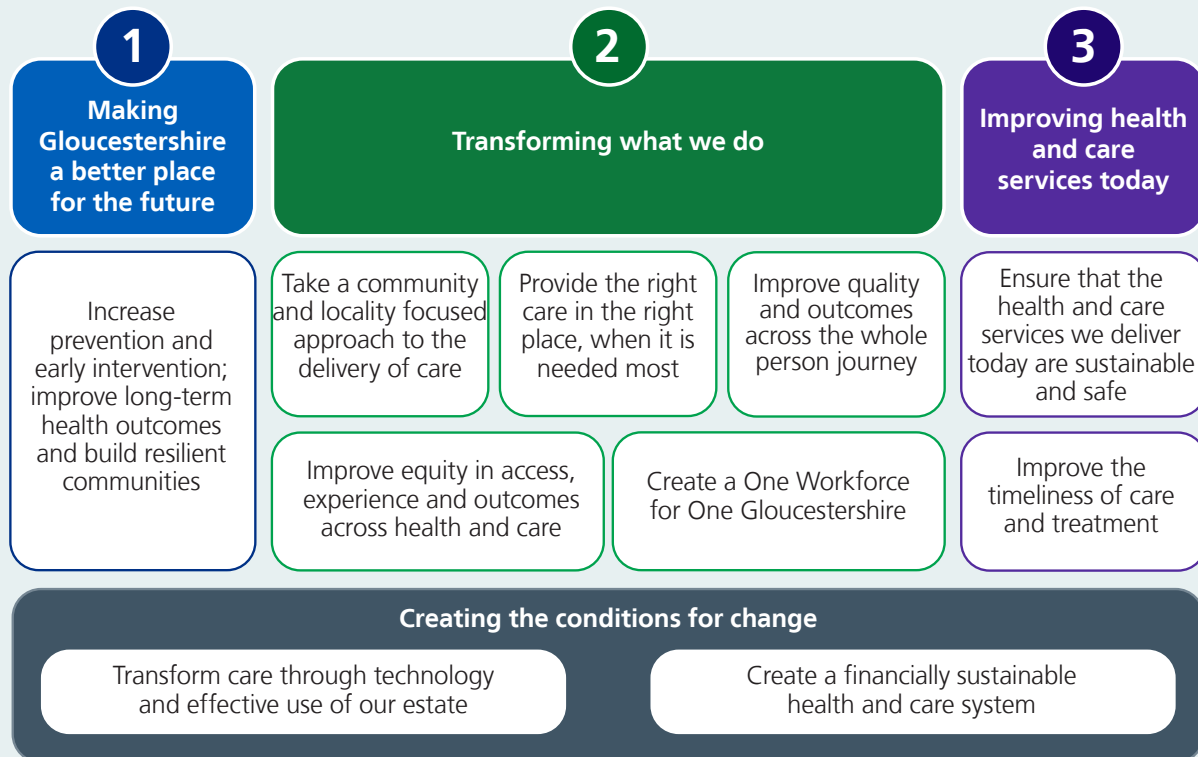 1
Making
Gloucestershire
a better place
for the future
Increase
prevention and
early intervention;
improve long-term
health outcomes
and build resilient
communities
2
Transforming what we do
Take a community
and locality focused
approach to the
delivery of care
Provide the right
care in the right
place, when it is
needed most
Improve quality
and outcomes
across the whole
person journey
Improve equity in access,
experience and outcomes
across health and care
Create a One Workforce
for One Gloucestershire
3
Improving health
and care
services today
Ensure that the
health and care
services we deliver
today are sustainable
and safe
Improve the
timeliness of care
and treatment
Creating the conditions for change
Transform care through technology
and effective use of our estate
Create a financially sustainable
health and care system